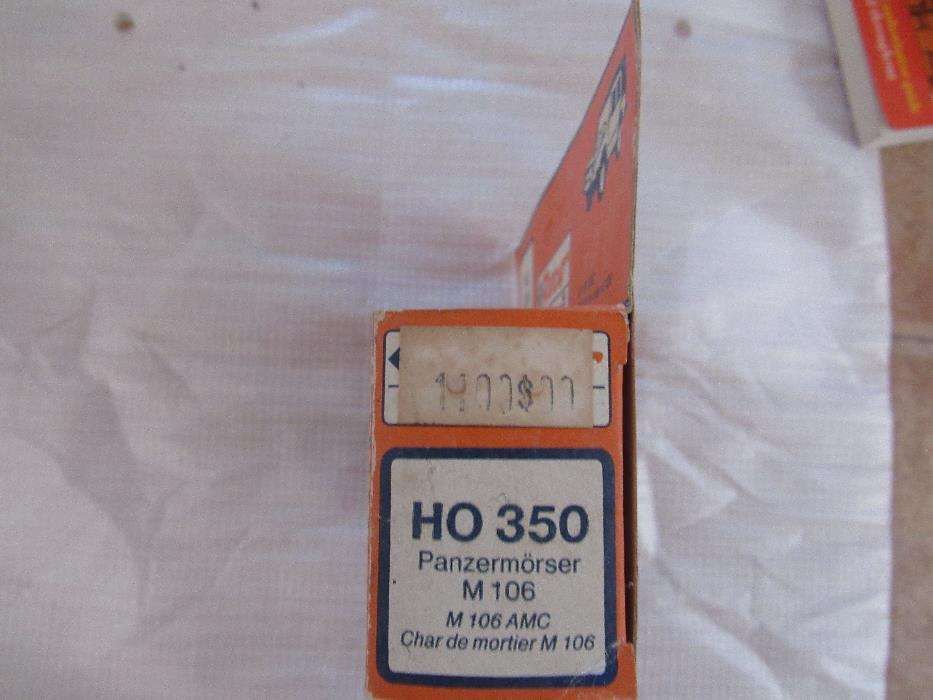 HO 350
Panzermörser
M 106
M 106 AMC
Char de mortier M 106